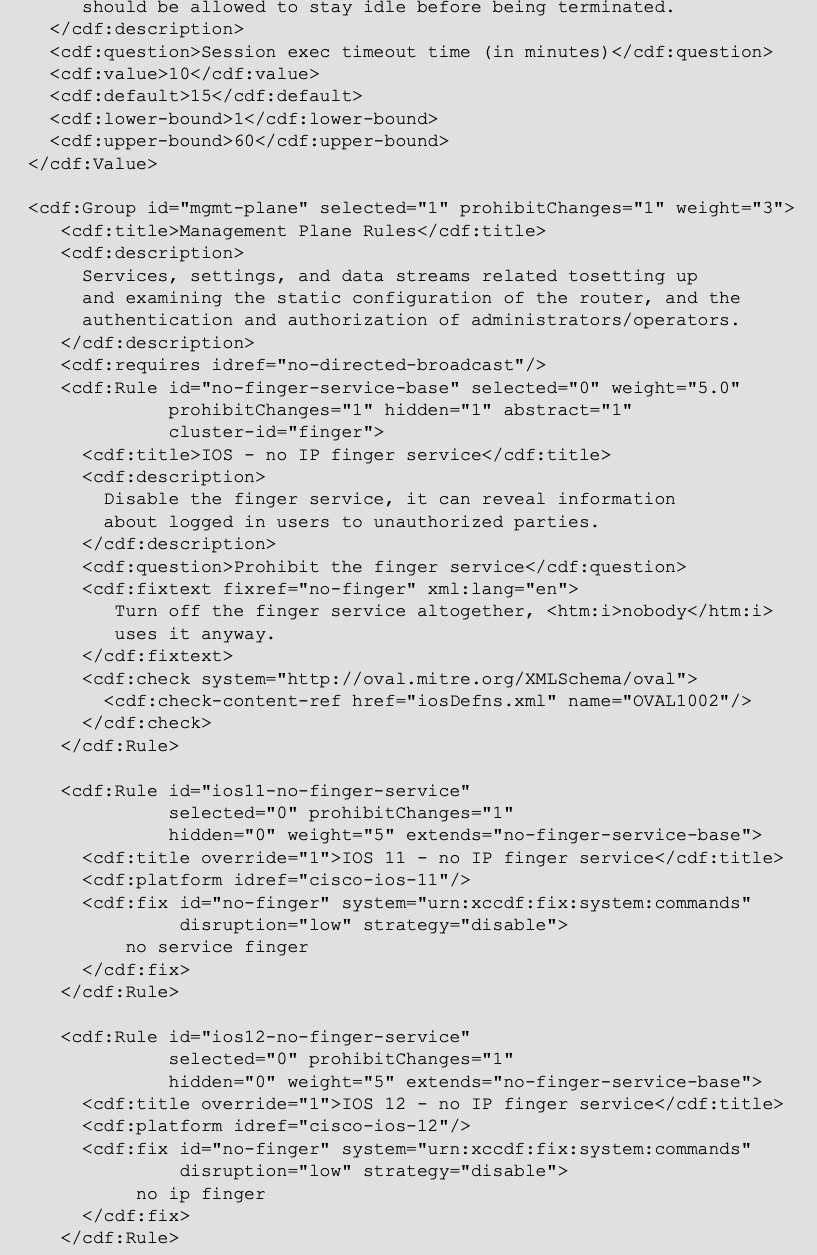 should be allowed to stay idle before being terminated.
</cdf:description>
<cdf:question>Session exec timeout time (in minutes)</cdf:question>
<cdf:value>10</cdf:value>
<cdf:default>15</cdf:default>
<cdf:lower-bound>1</cdf:lower-bound>
<cdf:upper-bound>60</cdf:upper-bound>
</cdf:Value>
<cdf:Group id="mgmt-plane" selected="1" prohibitChanges="1" weight="3">
<cdf:title>Management Plane Rules</cdf:title>
<cdf:description>
Services, settings, and data streams related tosetting up
and examining the static configuration of the router, and the
authentication and authorization of administrators/operators.
</cdf:description>
<cdf:requires idref="no-directed-broadcast"/>
<cdf:Rule id="no-finger-service-base" selected="0" weight="5.0"
prohibitChanges="1" hidden="1" abstract="1"
cluster-id="finger">
<cdf:title>IOS - no IP finger service</cdf:title>
<cdf:description>
Disable the finger service, it can reveal information
about logged in users to unauthorized parties.
</cdf:description>
<cdf:question>Prohibit the finger service</cdf:question>
<cdf:fixtext fixref="no-finger" xml:lang="en">
Turn off the finger service altogether, <htm:i>nobody</htm:i>
uses it anyway.
</cdf:fixtext>
<cdf:check system="http://oval.mitre.org/XMLSchema/oval">
<cdf:check-content-ref href="iosDefns.xml" name="OVAL1002"/>
</cdf:check>
</cdf:Rule>
<cdf:Rule id="ios11-no-finger-service"
selected="0" prohibitChanges="1"
hidden="0" weight="5" extends="no-finger-service-base">
<cdf:title override="1">IOS 11 - no IP finger service</cdf:title>
<cdf:platform idref="cisco-ios-11"/>
<cdf:fix id="no-finger" system="urn:xccdf:fix:system:commands"
disruption="low" strategy="disable">
no service finger
</cdf:fix>
</cdf:Rule>
<cdf:Rule id="ios12-no-finger-service"
selected="0" prohibitChanges="1"
hidden="0" weight="5" extends="no-finger-service-base">
<cdf:title override="1">IOS 12 - no IP finger service</cdf:title>
<cdf:platform idref="cisco-ios-12"/>
<cdf:fix id="no-finger" system="urn:xccdf:fix:system:commands"
disruption="low" strategy="disable">
no ip finger
</cdf:fix>
</cdf:Rule>